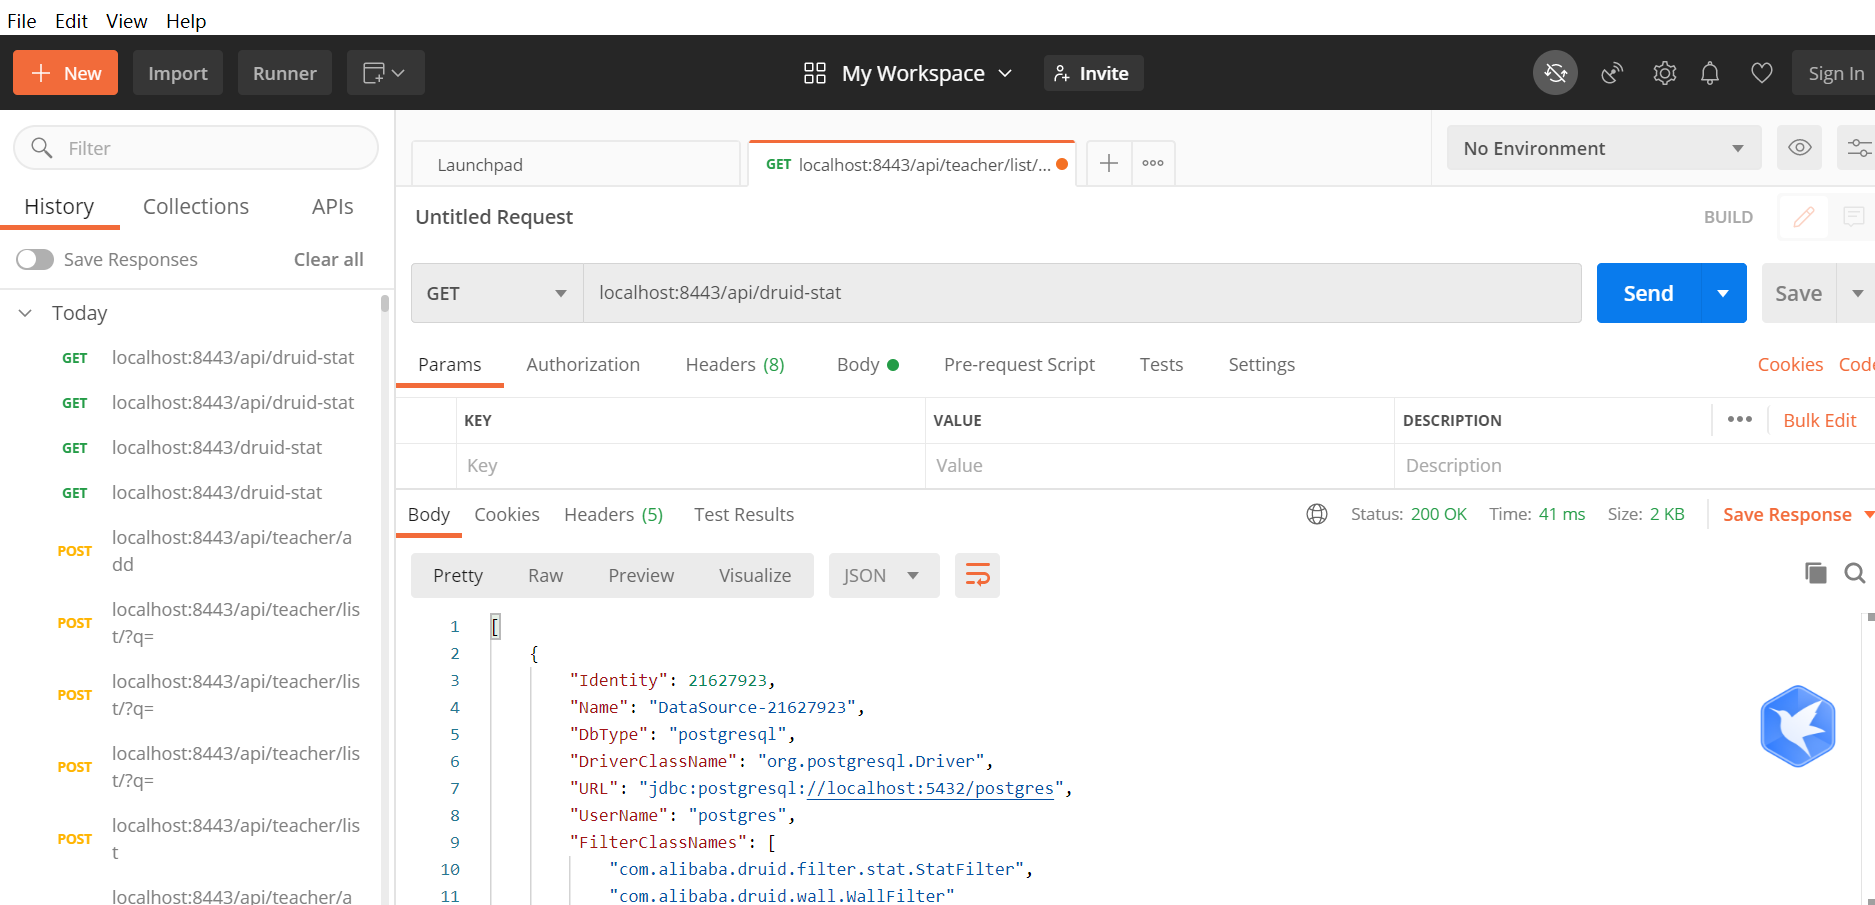 File Edit View Help
New Import Runner My Workspace Invite Sign In
Filter
Launchpad GET localhost:8443/api/teacher/list/... No Environment
History Collections APIs
Untitled Request BUILD
Save Responses Clear all
GET localhost:8443/api/druid-stat Send Save
Today
GET localhost:8443/api/druid-stat
GET localhost:8443/api/druid-stat
GET localhost:8443/druid-stat
GET localhost:8443/druid-stat
POST localhost:8443/api/teacher/a
dd
POST localhost:8443/api/teacher/lis
t/?q=
POST localhost:8443/api/teacher/lis
t/?q=
POST localhost:8443/api/teacher/lis
t/?q=
POST localhost:8443/api/teacher/lis
t
localhost:8443/api/teacher/a
Params Authorization Headers (8) Body Pre-request Script Tests Settings Cookies Code
KEY VALUE DESCRIPTION ••• Bulk Edit
Key Value Description
Body Cookies Headers (5) Test Results Status: 200 OK Time: 41 ms Size: 2 KB Save Response
Pretty Raw Preview Visualize JSON
1 [
2 {
3 "Identity": 21627923,
4 "Name": "DataSource-21627923",
5 "DbType": "postgresql",
6 "DriverClassName": "org.postgresql.Driver",
7 "URL": "jdbc:postgresql://localhost:5432/postgres",
8 "UserName": "postgres",
9 "FilterClassNames": [
10 "com.alibaba.druid.filter.stat.StatFilter",
11 "com.alibaba.druid.wall.WallFilter"